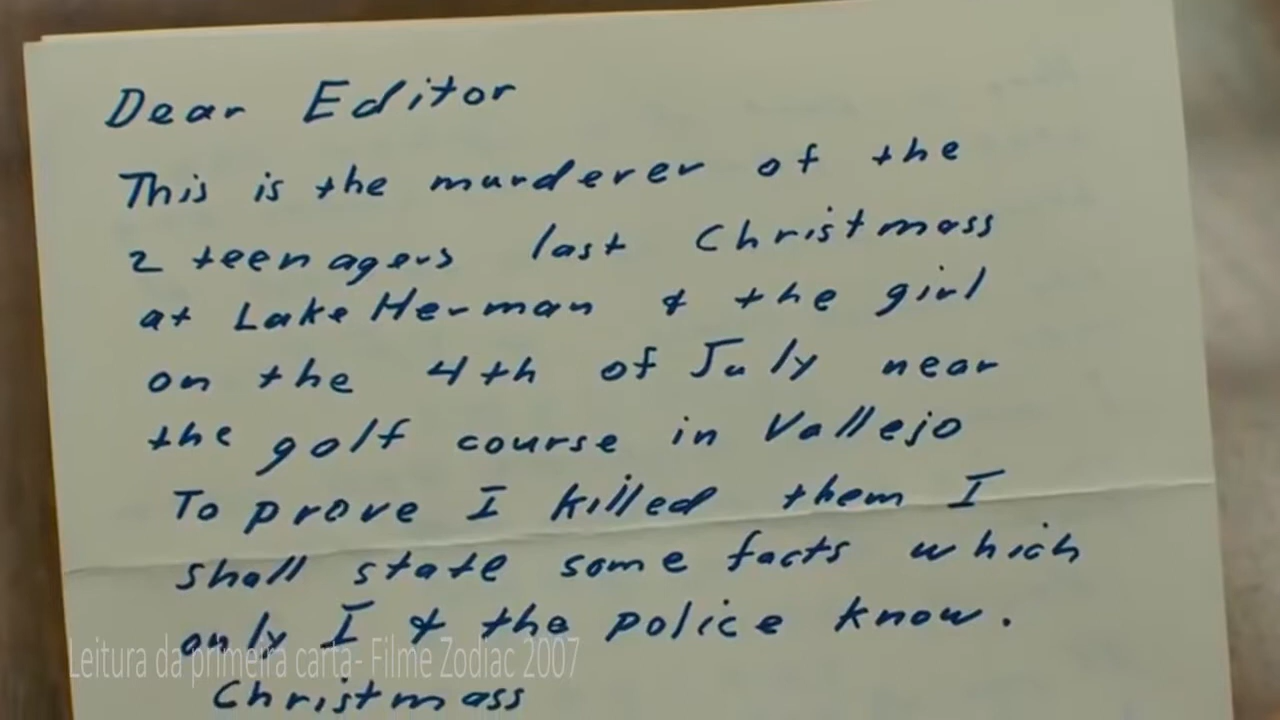 Dear Editor
This is the murderer of the
2 teenagers last Christmass
at Lake Herman & the girl
on the 4th of July near
the golf course in Vallejo
To prove I killed them I
shall state some facts which
only I & the police know.
Leitura da primeira carta- Filme Zodiac 2007
Christmass